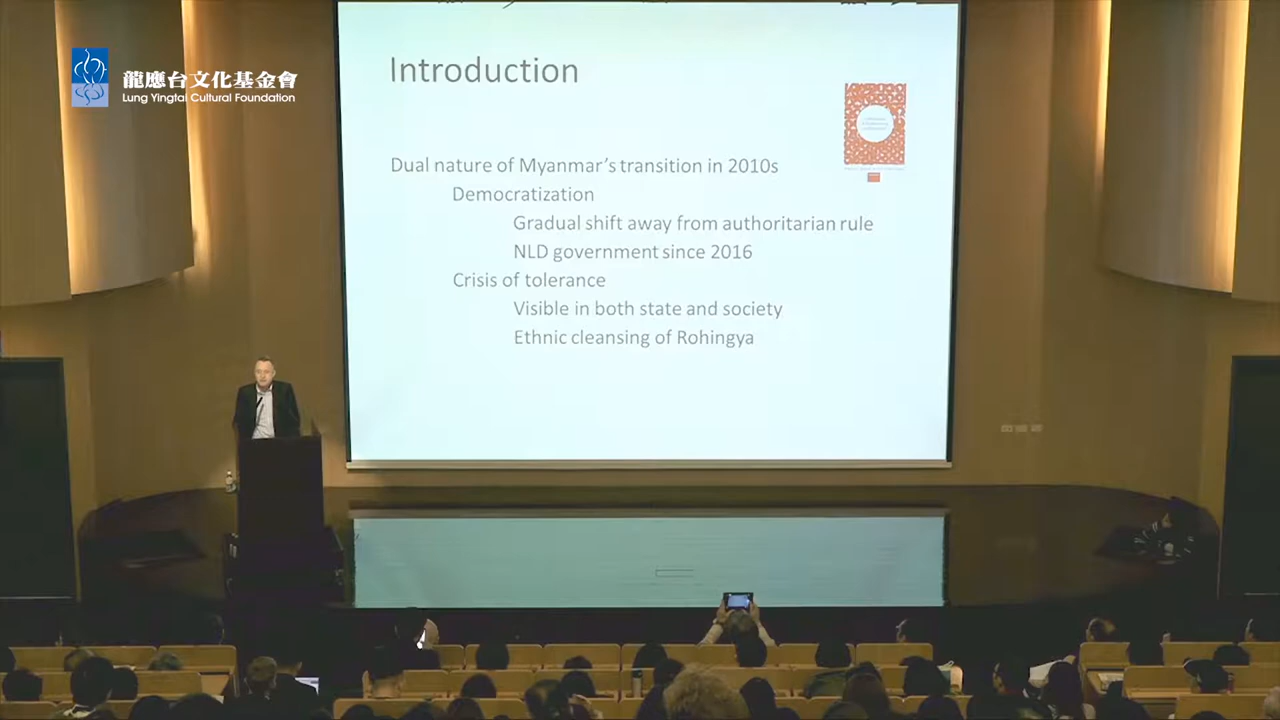 龍應台文化基金會
Lung Yingtai Cultural Foundation
Introduction
Dual nature of Myanmar's transition in 2010s
Democratization
Gradual shift away from authoritarian rule
NLD government since 2016
Crisis of tolerance
Visible in both state and society
Ethnic cleansing of Rohingya